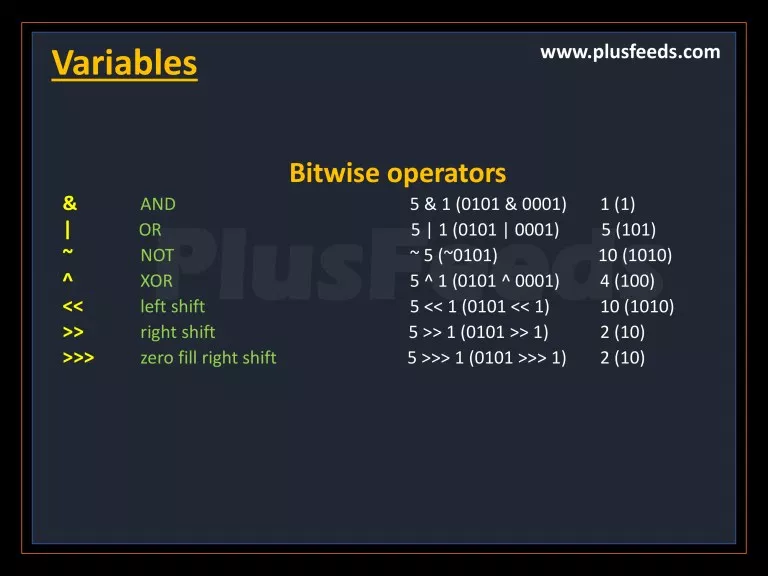 Variables
www.plusfeeds.com
Bitwise operators
& AND 5 & 1 (0101 & 0001) 1 (1)
| OR 5 | 1 (0101 | 0001) 5 (101)
~ NOT ~ 5 (~0101) 10 (1010)
^ XOR 5 ^ 1 (0101 ^ 0001) 4 (100)
<< left shift 5 << 1 (0101 << 1) 10 (1010)
>> right shift 5 >> 1 (0101 >> 1) 2 (10)
>>> zero fill right shift 5 >>> 1 (0101 >>> 1) 2 (10)
PlusFeeds